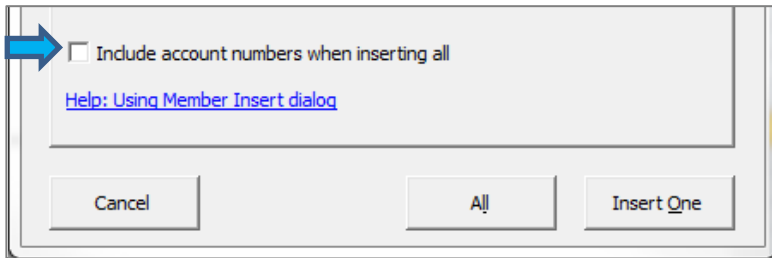 Include account numbers when inserting all
Help: Using Member Insert dialog
Cancel
All
Insert One